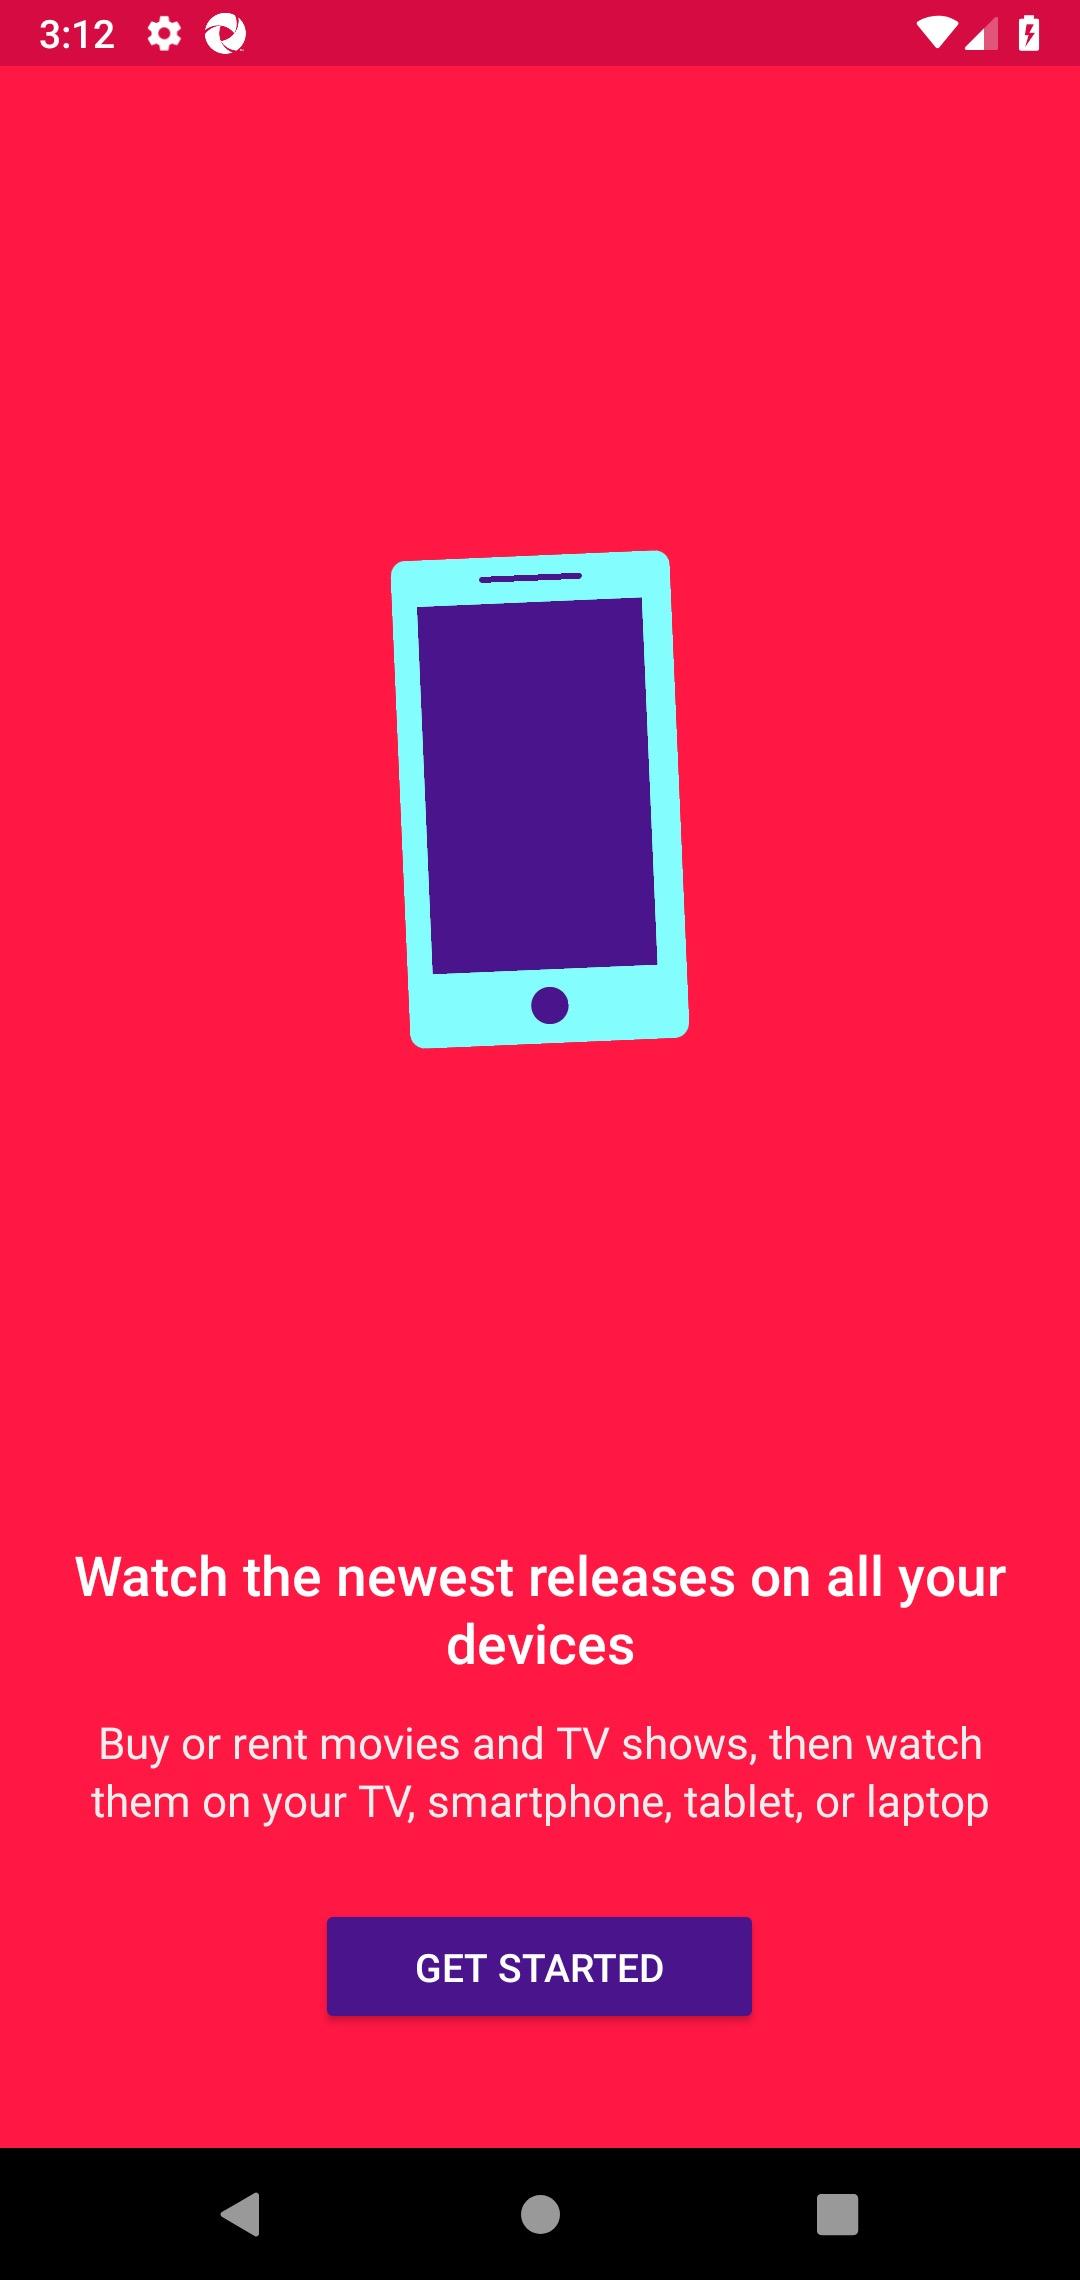 3:12
Watch the newest releases on all your
devices
Buy or rent movies and TV shows, then watch
them on your TV, smartphone, tablet, or laptop
GET STARTED